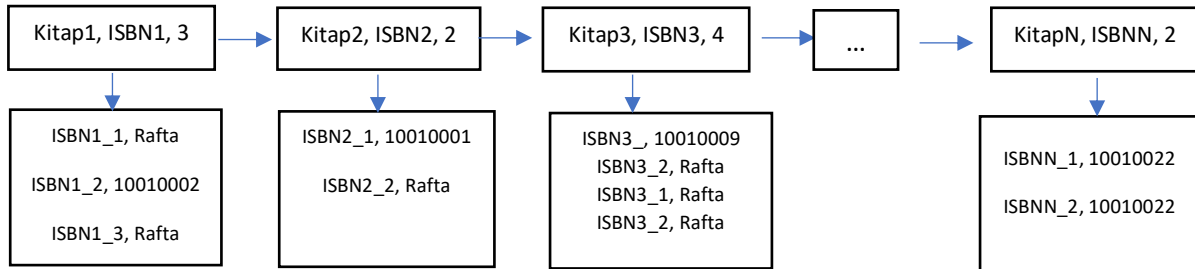 Kitap1, ISBN1, 3
Kitap2, ISBN2, 2
Kitap3, ISBN3, 4
...
KitapN, ISBNN, 2
ISBN1_1, Rafta
ISBN1_2, 10010002
ISBN1_3, Rafta
ISBN2_1, 10010001
ISBN2_2, Rafta
ISBN3_, 10010009
ISBN3_2, Rafta
ISBN3_1, Rafta
ISBN3_2, Rafta
ISBNN_1, 10010022
ISBNN_2, 10010022